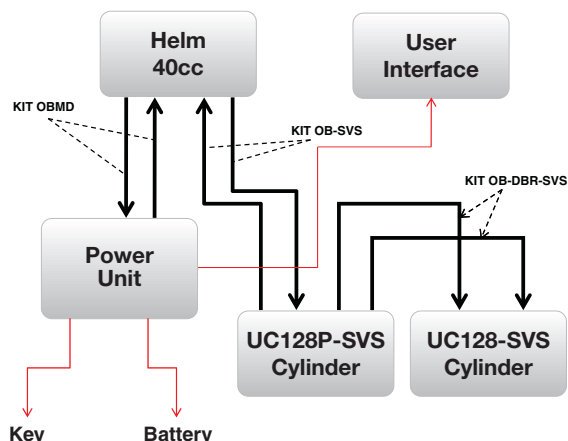 Helm
40cc
User
Interface
KIT OBMD
KIT OB-SVS
KIT OB-DBR-SVS
Power
Unit
UC128P-SVS
Cylinder
UC128-SVS
Cylinder
Key
Battery